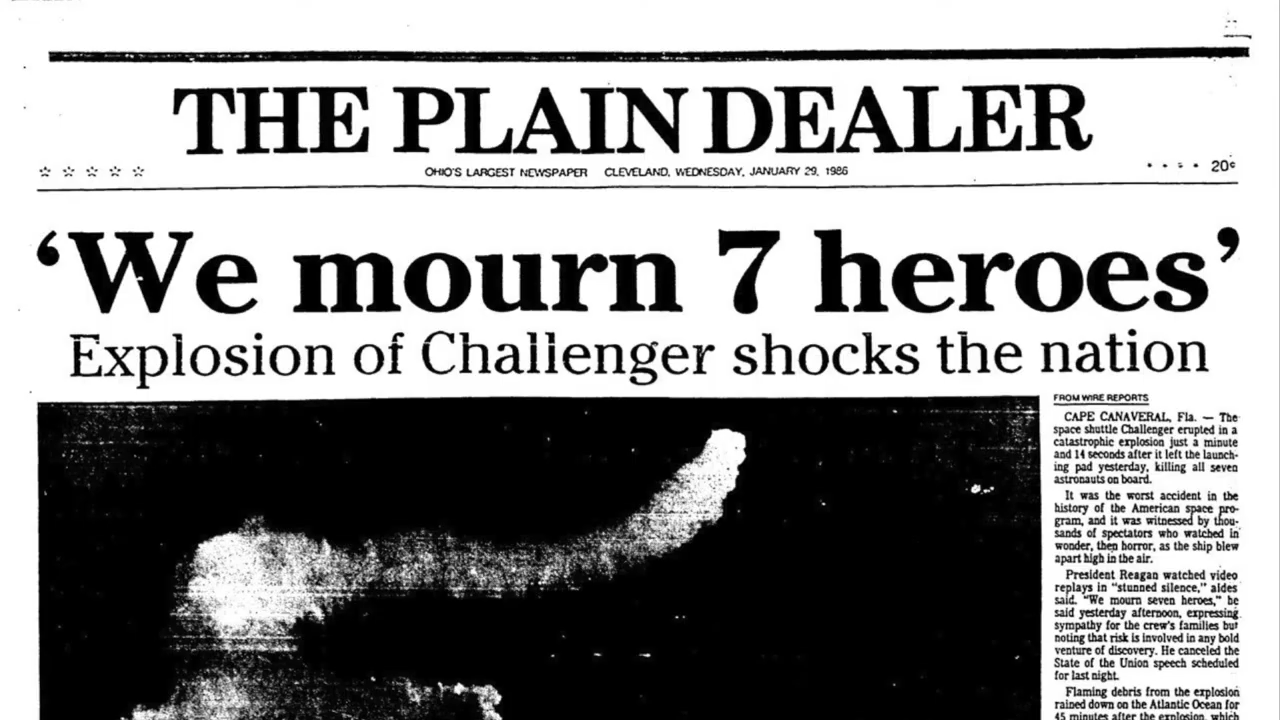 THE PLAIN DEALER
☆ ☆ ☆ ☆ ☆
OHIO'S LARGEST NEWSPAPER CLEVELAND, WEDNESDAY, JANUARY 29, 1986
20¢
‘We mourn 7 heroes’
Explosion of Challenger shocks the nation
FROM WIRE REPORTS
CAPE CANAVERAL, Fla. — The
space shuttle Challenger erupted in a
catastrophic explosion just a minute
and 14 seconds after it left the launch-
ing pad yesterday, killing all seven
astronauts on board.
It was the worst accident in the
history of the American space pro-
gram, and it was witnessed by thou-
sands of spectators who watched in
wonder, then horror, as the ship blew
apart high in the air.
President Reagan watched video
replays in "stunned silence," aides
said. "We mourn seven heroes," he
said yesterday afternoon, expressing
sympathy for the crew's families but
noting that risk is involved in any bold
venture of discovery. He canceled the
State of the Union speech scheduled
for last night.
Flaming debris from the explosion
rained down on the Atlantic Ocean for
45 minutes after the explosion, which